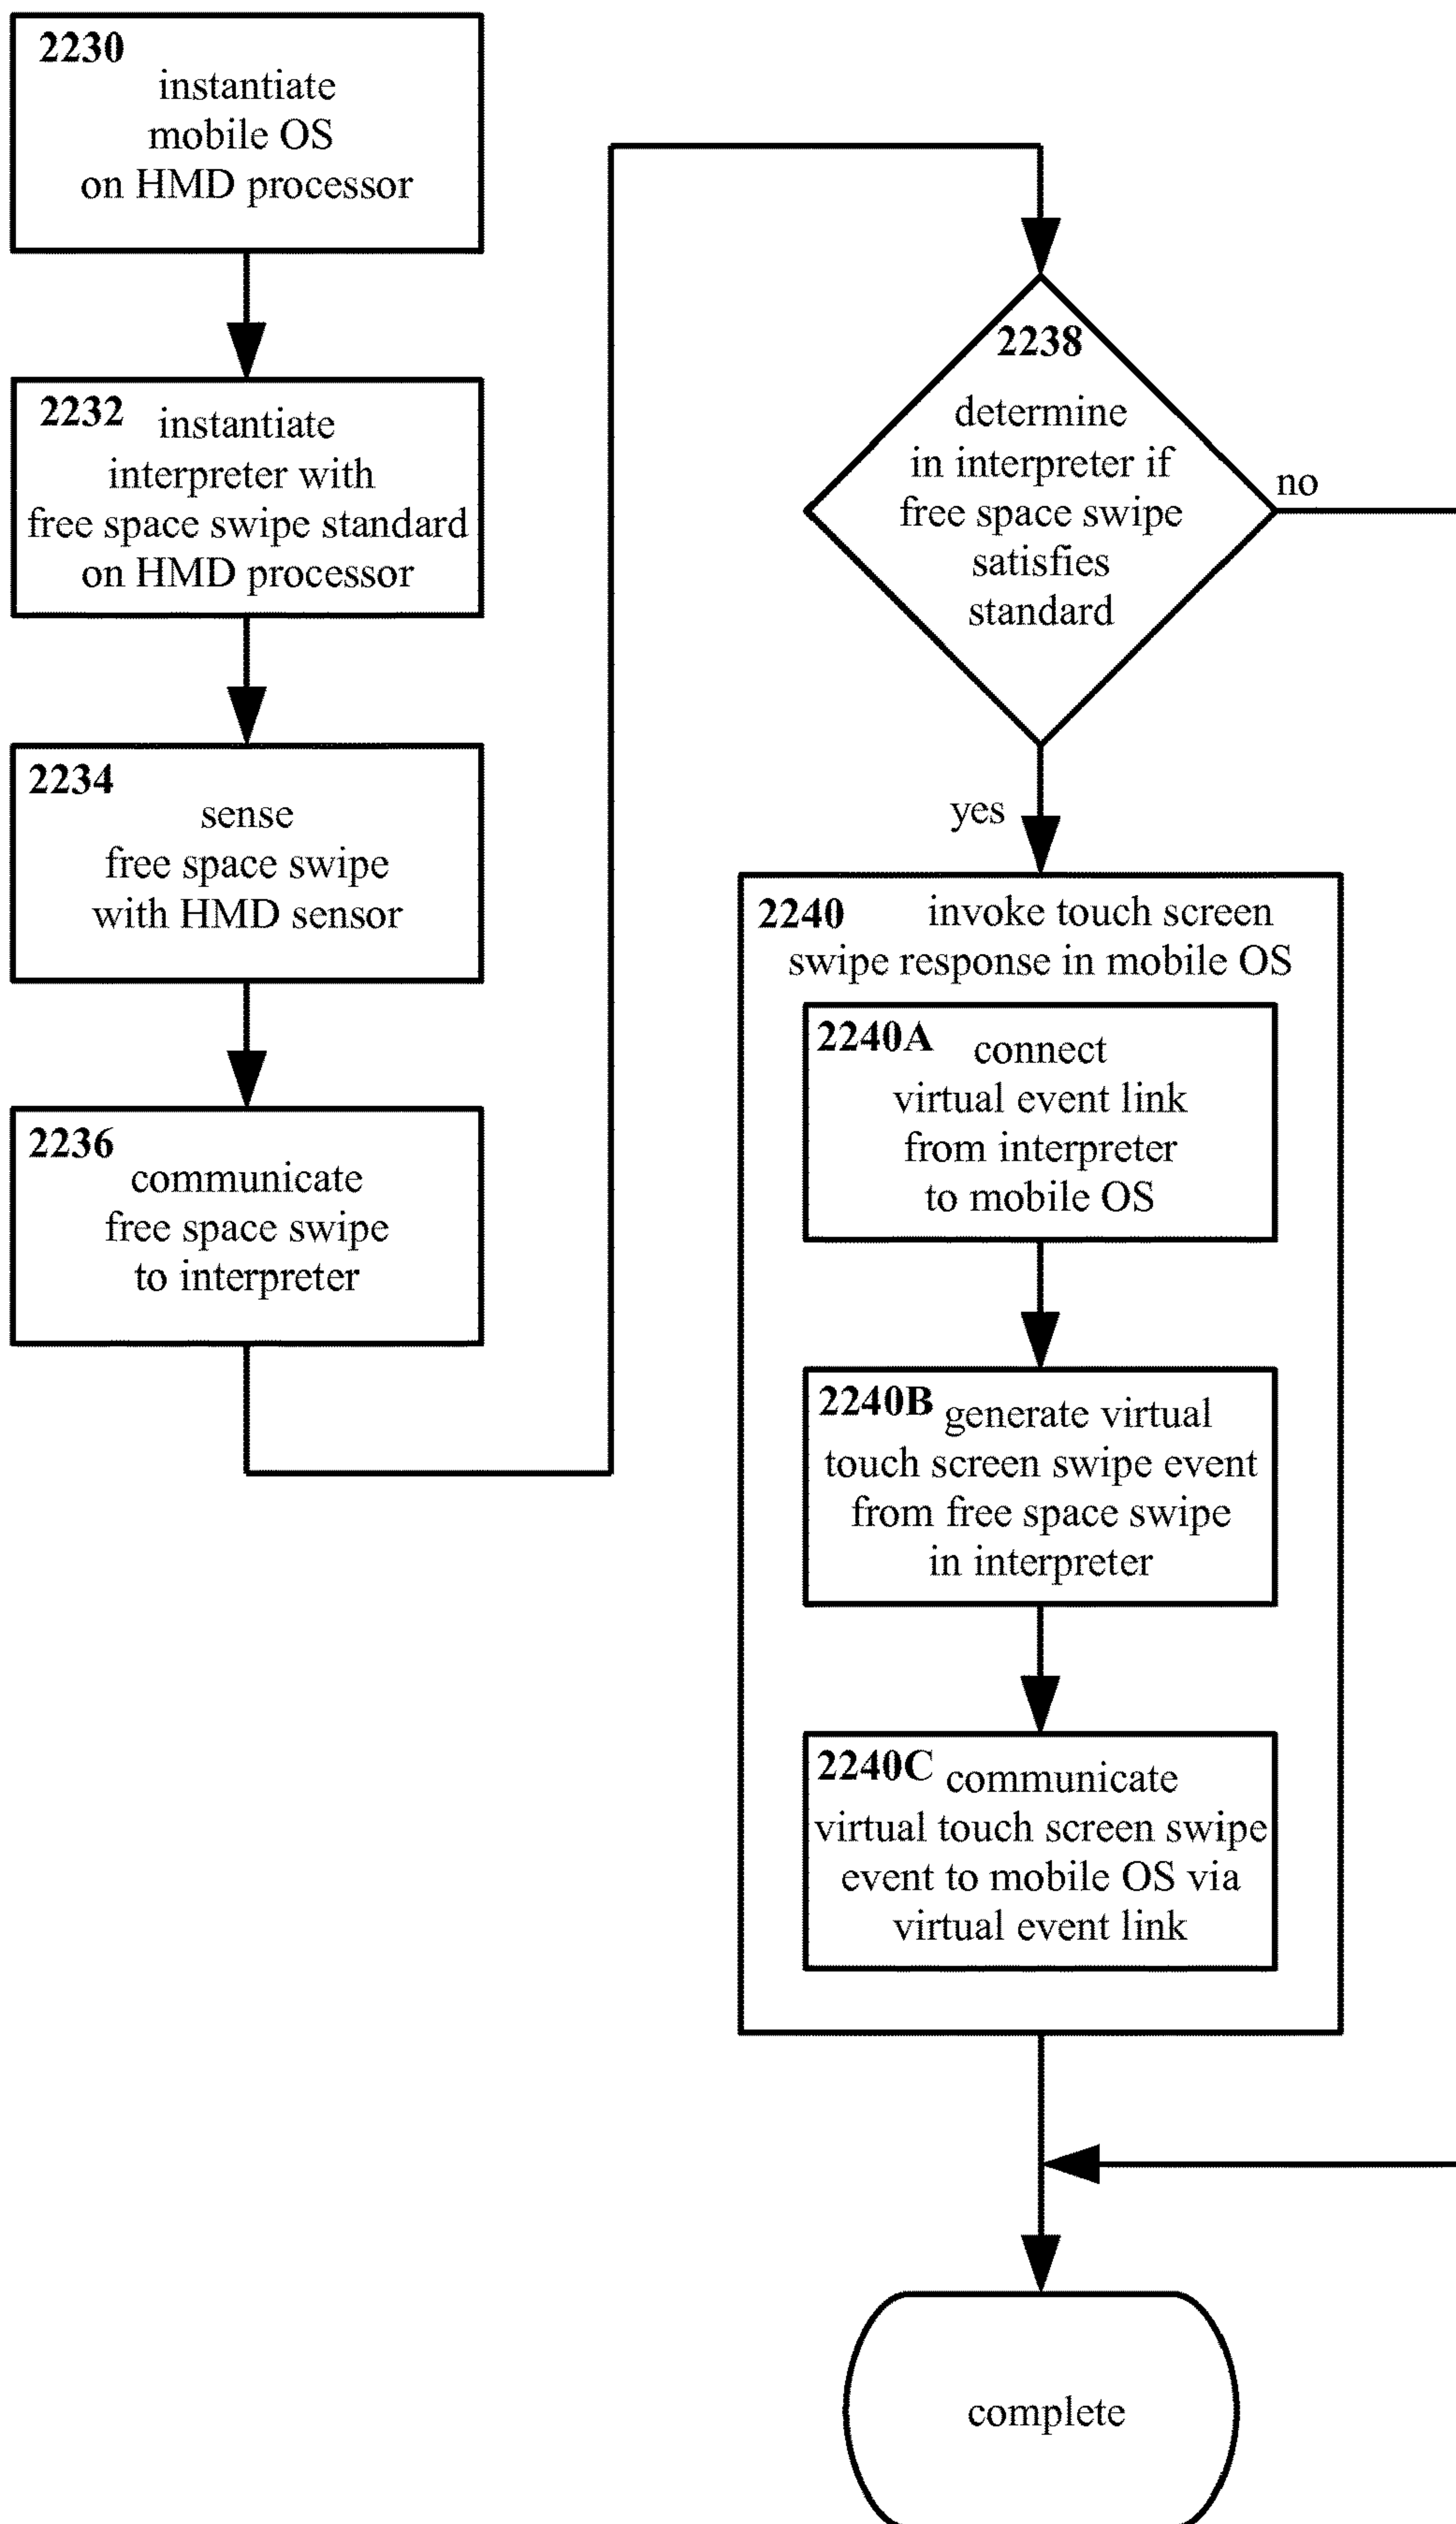 2230
instantiate
mobile OS
on HMD processor
2232 instantiate
interpreter with
free space swipe standard
on HMD processor
2234
sense
free space swipe
with HMD sensor
2236
communicate
free space swipe
to interpreter
2238
determine
in interpreter if
free space swipe
satisfies
standard
no
yes
2240 invoke touch screen
swipe response in mobile OS
2240A connect
virtual event link
from interpreter
to mobile OS
2240B generate virtual
touch screen swipe event
from free space swipe
in interpreter
2240C communicate
virtual touch screen swipe
event to mobile OS via
virtual event link
complete